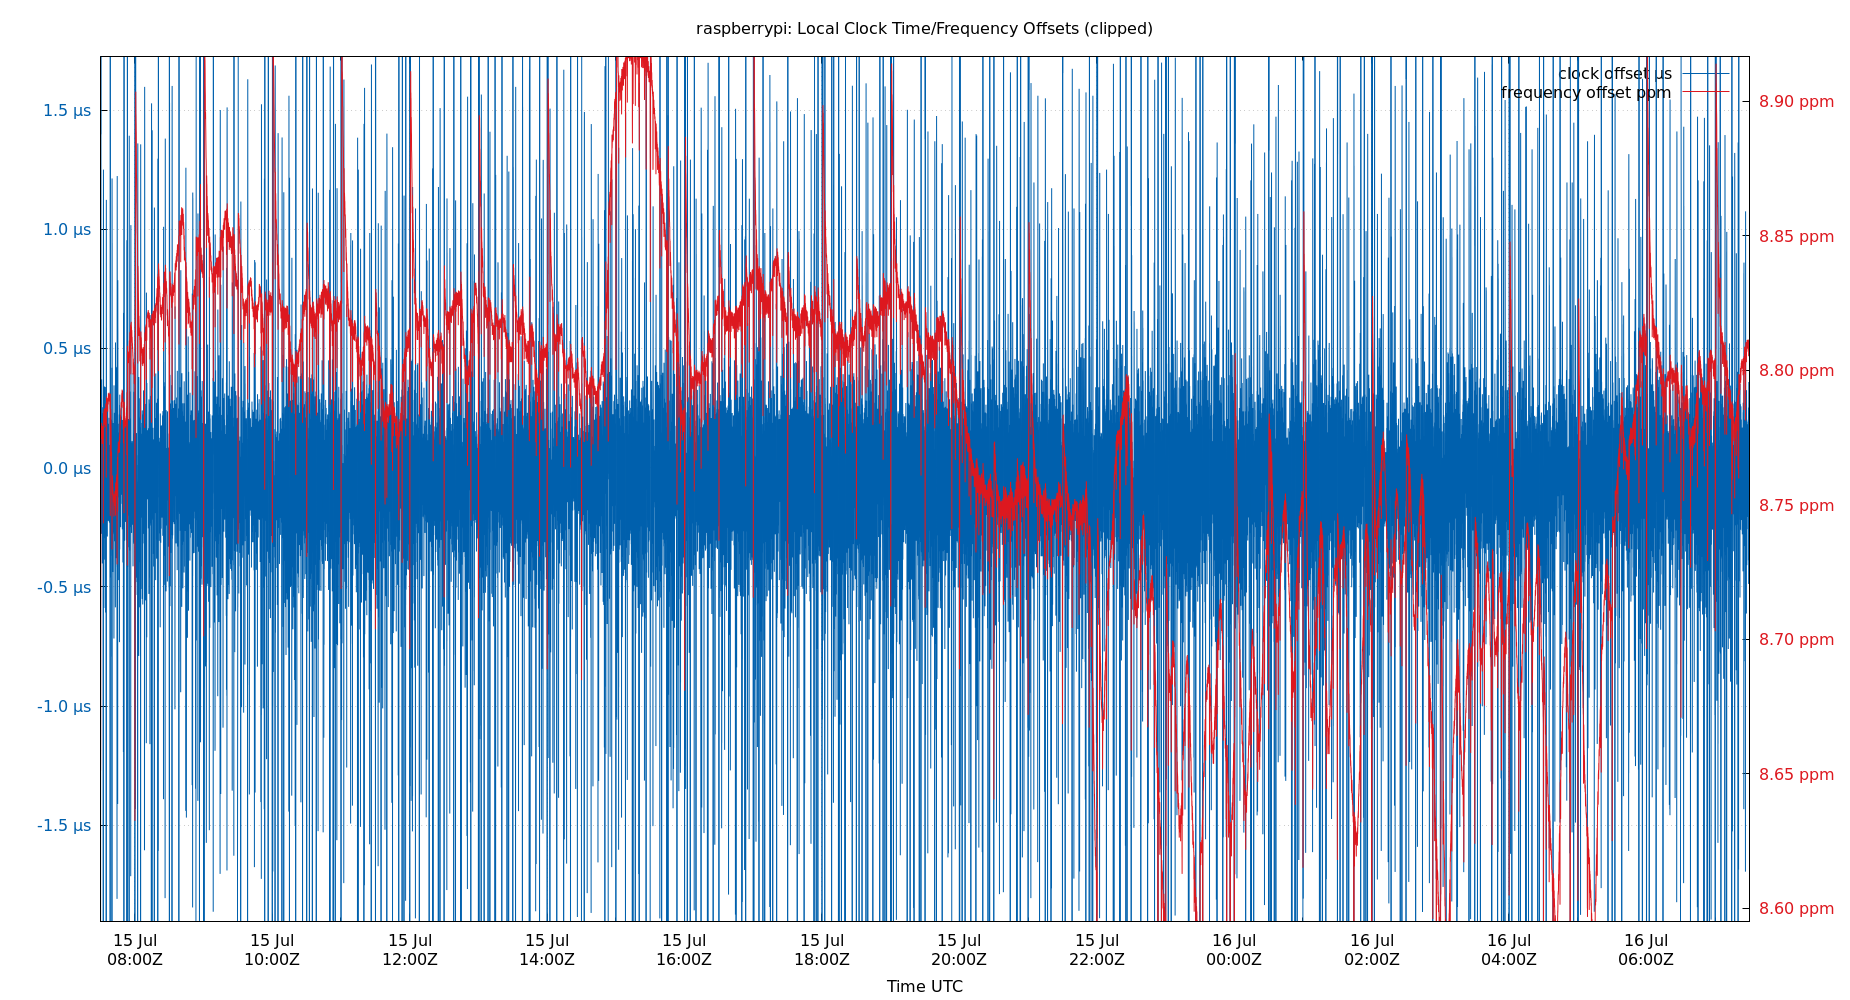 raspberrypi: Local Clock Time/Frequency Offsets (clipped)
clock offset µs
frequency offset ppm
1.5 µs
1.0 µs
0.5 µs
0.0 µs
-0.5 µs
-1.0 µs
-1.5 µs
8.90 ppm
8.85 ppm
8.80 ppm
8.75 ppm
8.70 ppm
8.65 ppm
8.60 ppm
15 Jul 15 Jul 15 Jul 15 Jul 15 Jul 15 Jul 15 Jul 15 Jul 16 Jul 16 Jul 16 Jul 16 Jul
08:00Z 10:00Z 12:00Z 14:00Z 16:00Z 18:00Z 20:00Z 22:00Z 00:00Z 02:00Z 04:00Z 06:00Z
Time UTC